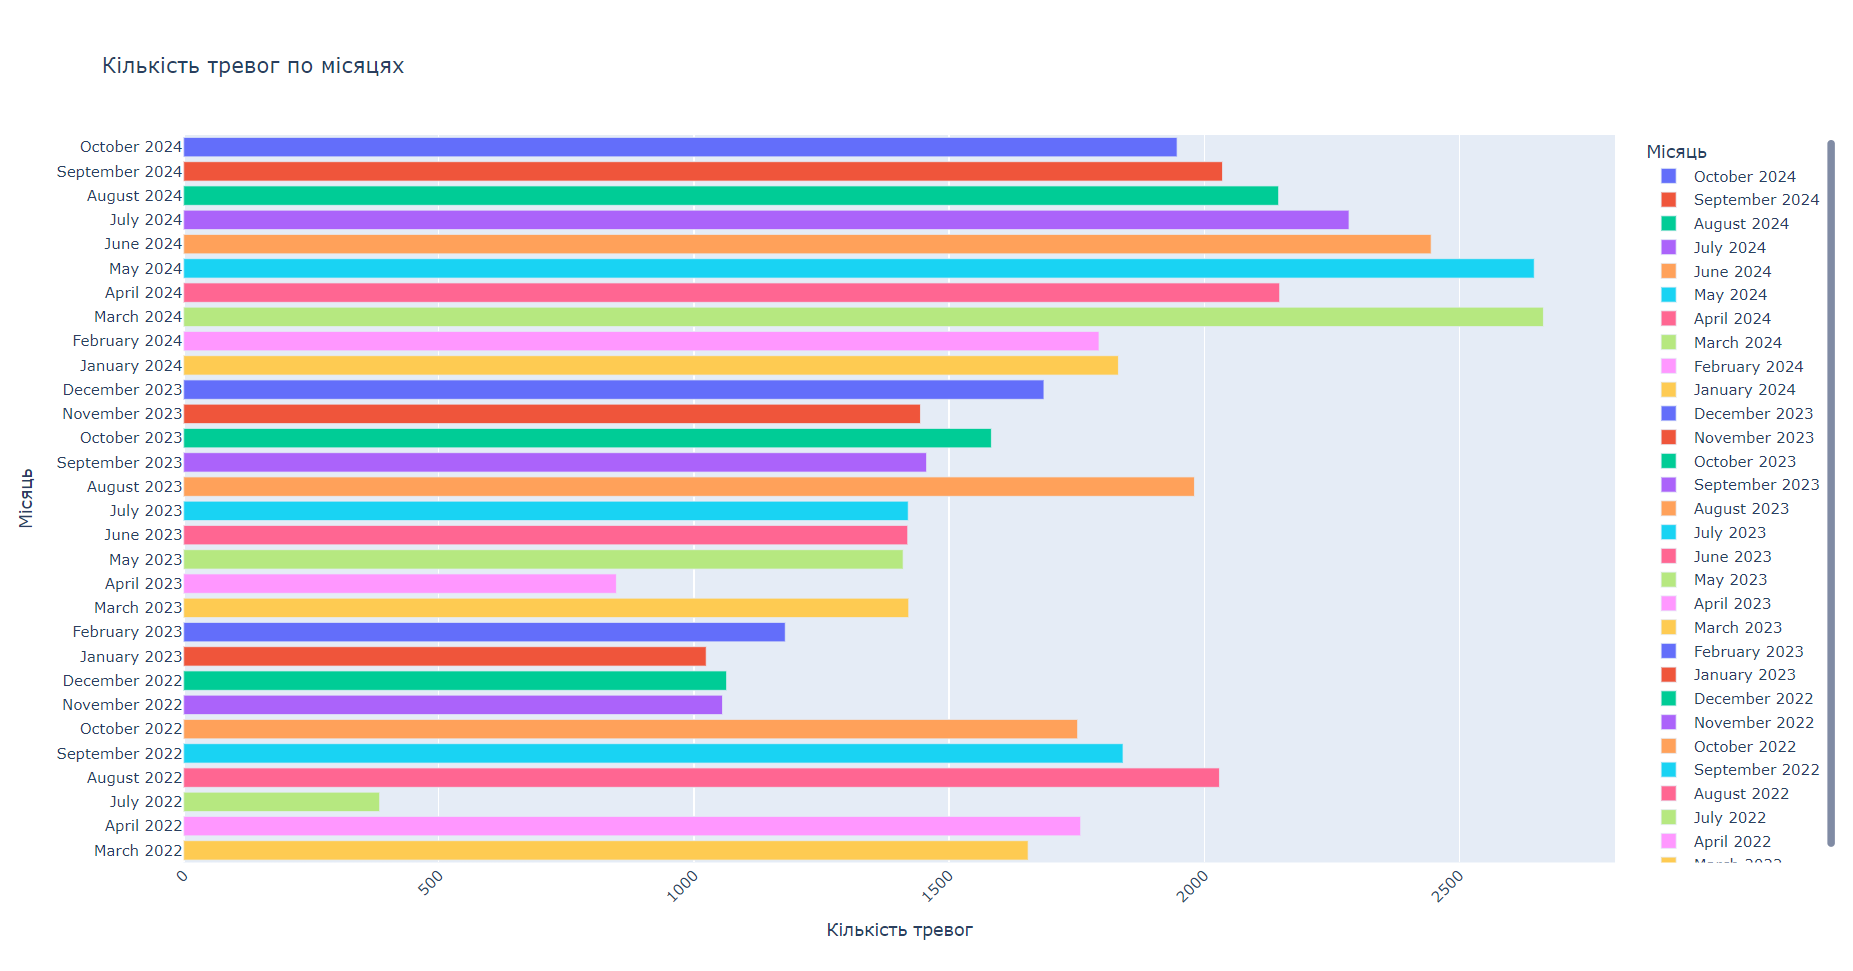 Кількість тревог по місяцях
October 2024
September 2024
August 2024
July 2024
June 2024
May 2024
April 2024
March 2024
February 2024
January 2024
December 2023
November 2023
October 2023
September 2023
August 2023
July 2023
June 2023
May 2023
April 2023
March 2023
February 2023
January 2023
December 2022
November 2022
October 2022
September 2022
August 2022
July 2022
April 2022
March 2022
Місяць
0
500
1000
1500
2000
2500
Кількість тревог
Місяць
October 2024
September 2024
August 2024
July 2024
June 2024
May 2024
April 2024
March 2024
February 2024
January 2024
December 2023
November 2023
October 2023
September 2023
August 2023
July 2023
June 2023
May 2023
April 2023
March 2023
February 2023
January 2023
December 2022
November 2022
October 2022
September 2022
August 2022
July 2022
April 2022
March 2022